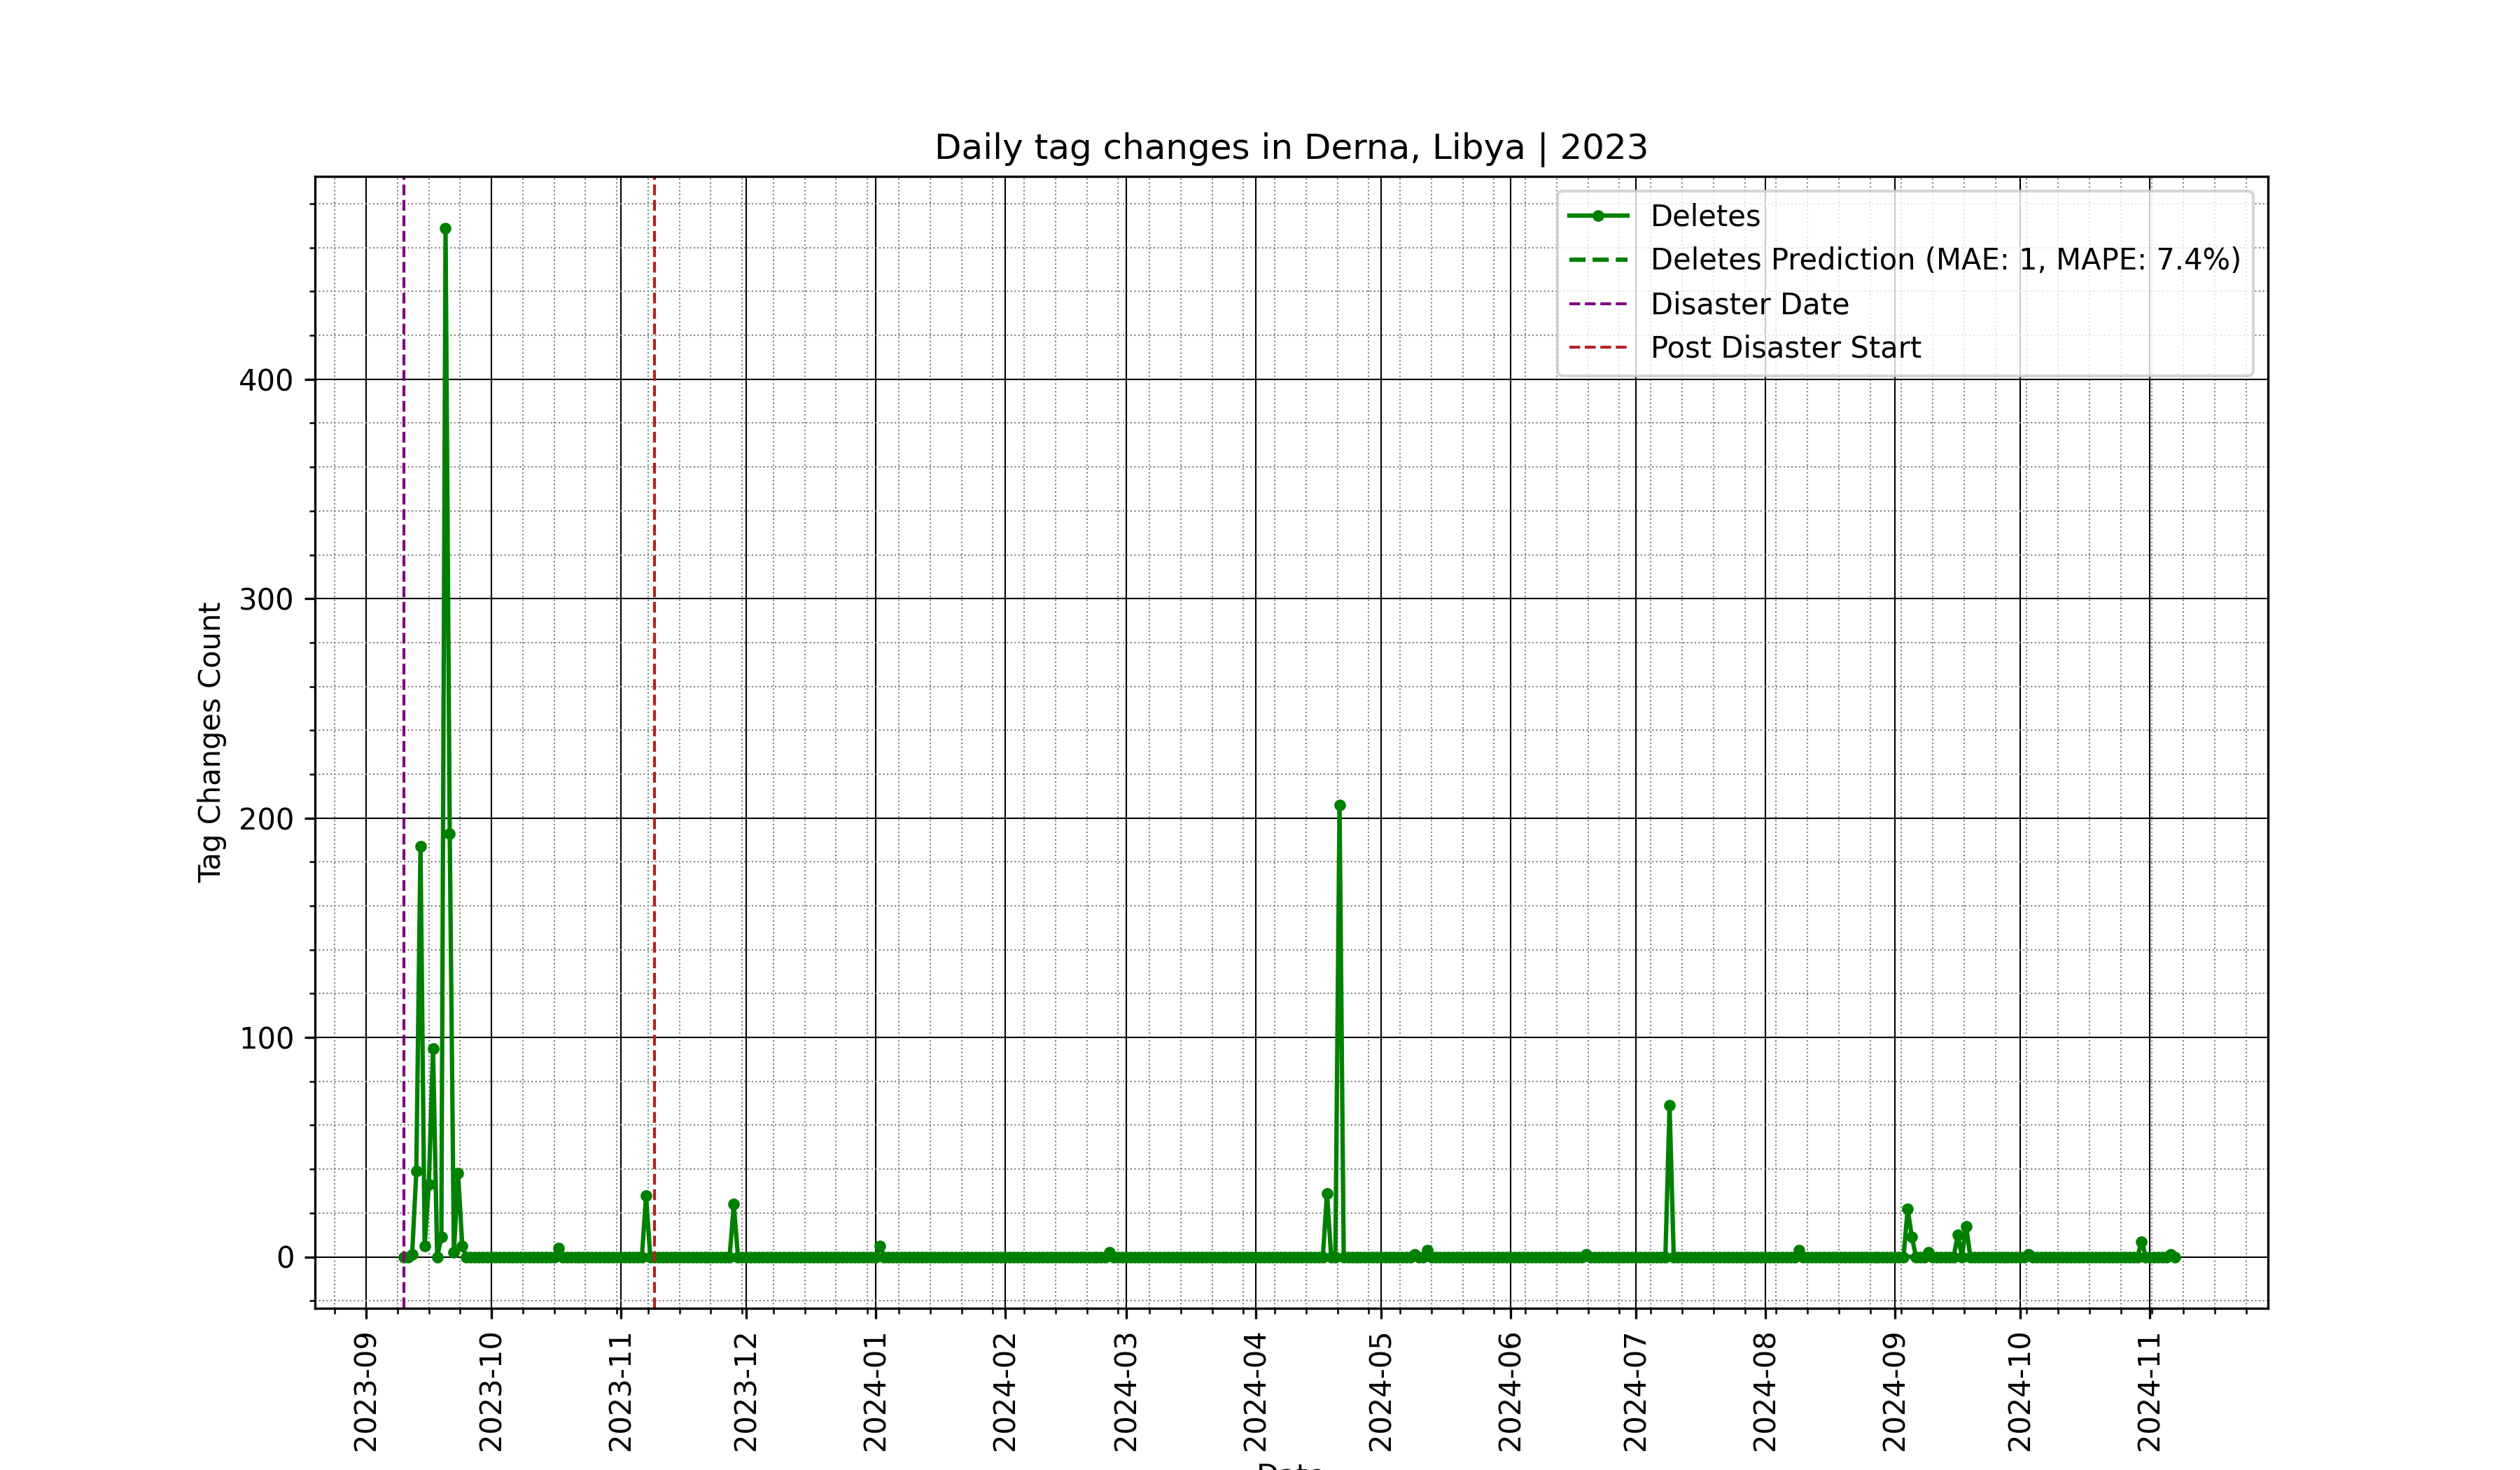 Daily tag changes in Derna, Libya | 2023
Deletes
Deletes Prediction (MAE: 1, MAPE: 7.4%)
Disaster Date
Post Disaster Start
Tag Changes Count
400
300
200
100
0
2023-09
2023-10
2023-11
2023-12
2024-01
2024-02
2024-03
2024-04
2024-05
2024-06
2024-07
2024-08
2024-09
2024-10
2024-11
Date